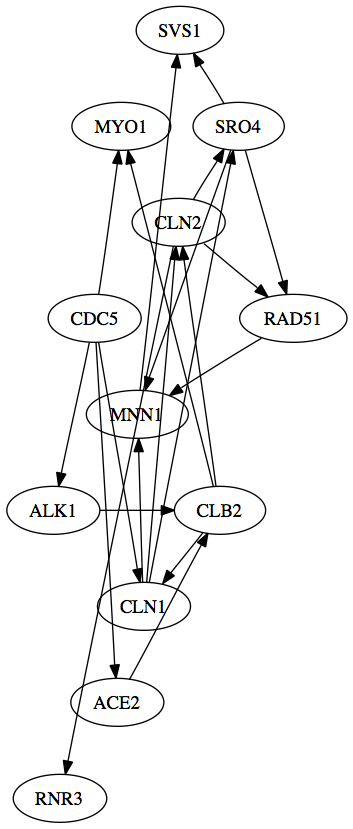 SVS1
MYO1
SRO4
CLN2
CDC5
RAD51
MNN1
ALK1
CLB2
CLN1
ACE2
RNR3